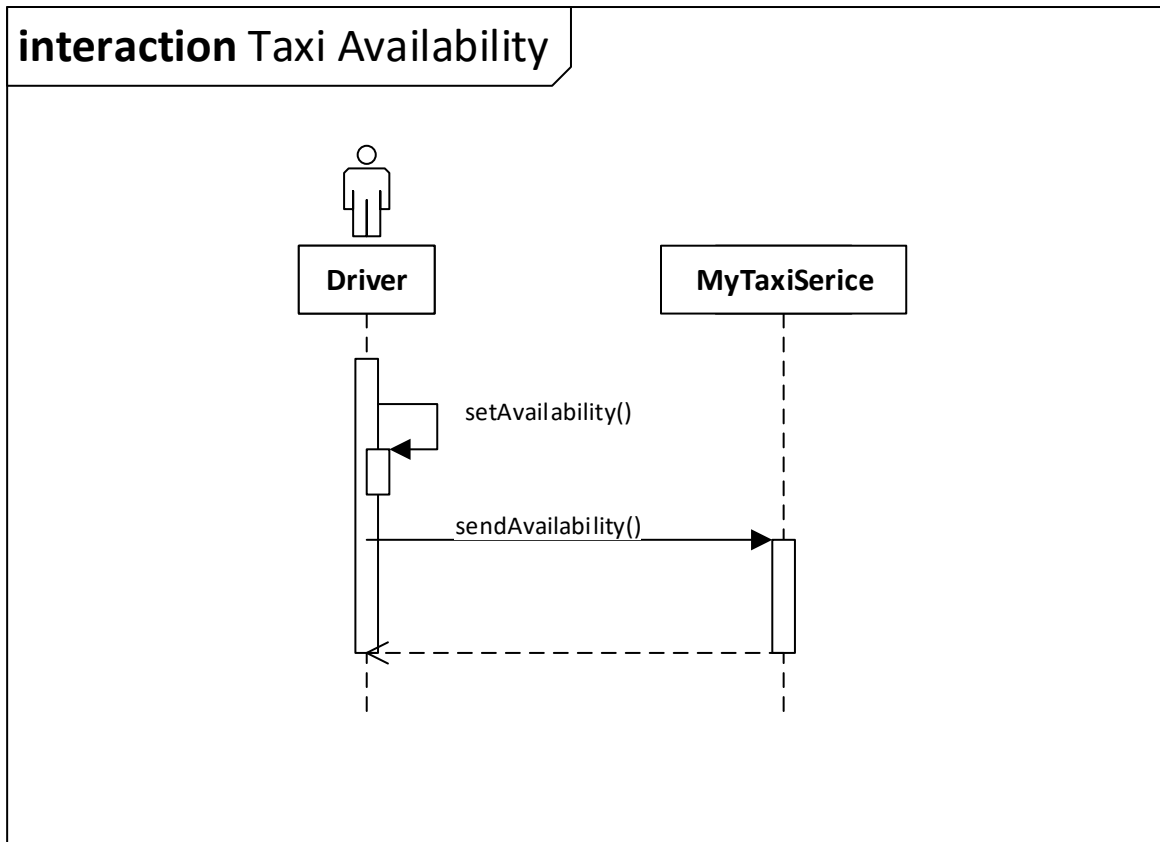 interaction Taxi Availability
Driver
MyTaxiSerice
setAvailability()
sendAvailability()